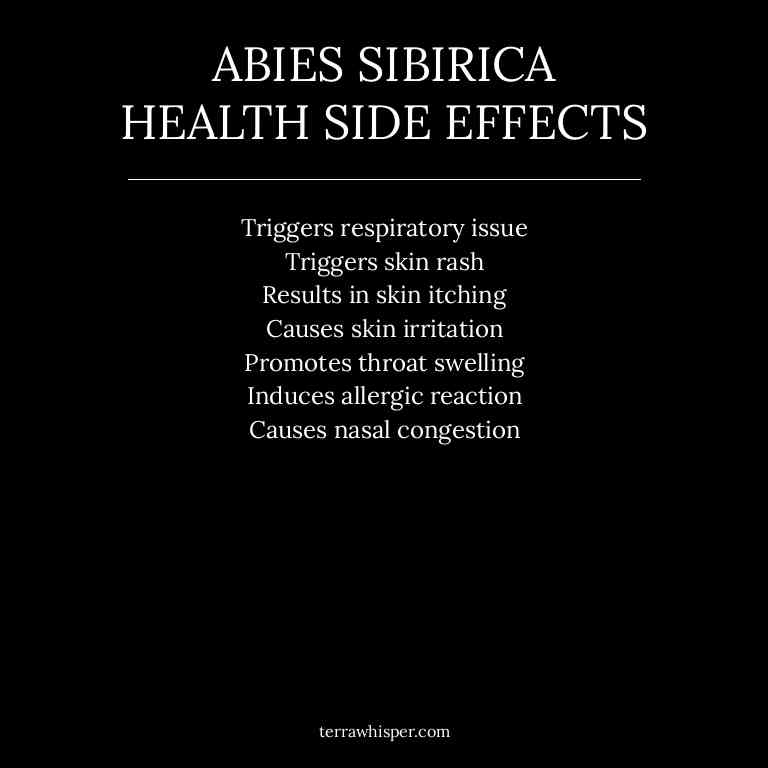 ABIES SIBIRICA
HEALTH SIDE EFFECTS
Triggers respiratory issue
Triggers skin rash
Results in skin itching
Causes skin irritation
Promotes throat swelling
Induces allergic reaction
Causes nasal congestion
terrawhisper.com